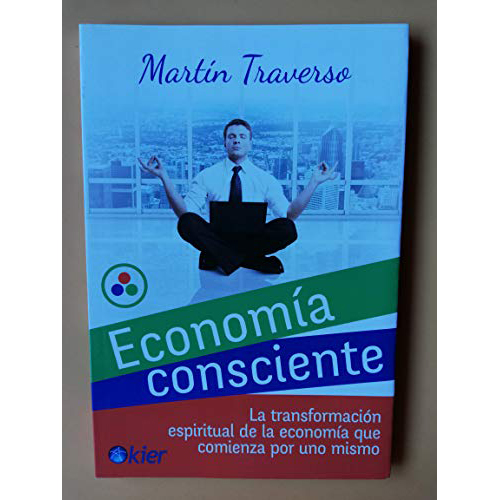 Martín Traverso
Economía
consciente
La transformación
espiritual de la economía que
comienza por uno mismo
kier